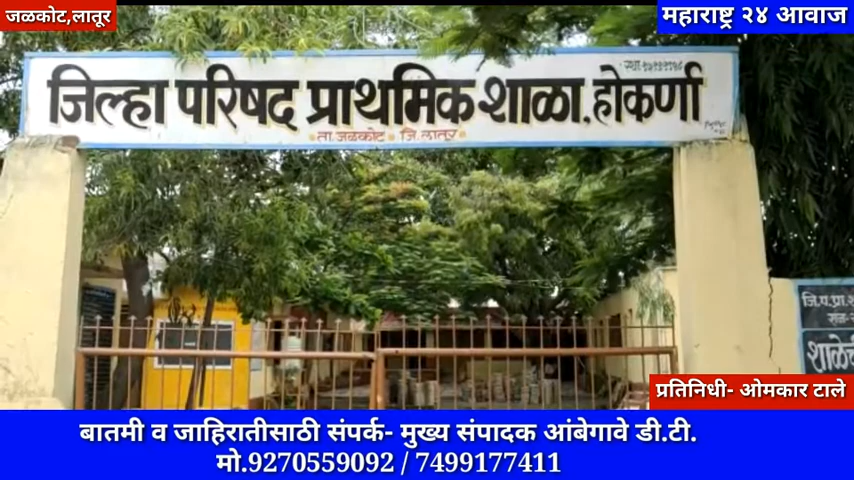 जळकोट,लातूर
महाराष्ट्र २४ आवाज
जिल्हा परिषद प्राथमिक शाळा, होकर्णा
ता. जळकोट जि. लातूर
जि.प.प्रा.श
शाळेच
प्रतिनिधी- ओमकार टाले
बातमी व जाहिरातीसाठी संपर्क- मुख्य संपादक आंबेगावे डी.टी.
मो.9270559092 / 7499177411